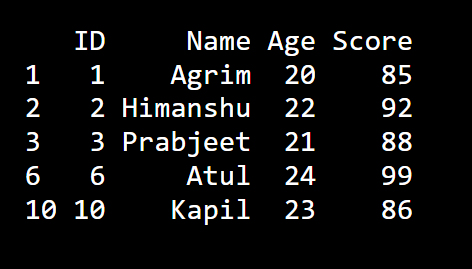 ID Name Age Score
1 1 Agrim 20 85
2 2 Himanshu 22 92
3 3 Prabjeet 21 88
6 6 Atul 24 99
10 10 Kapil 23 86